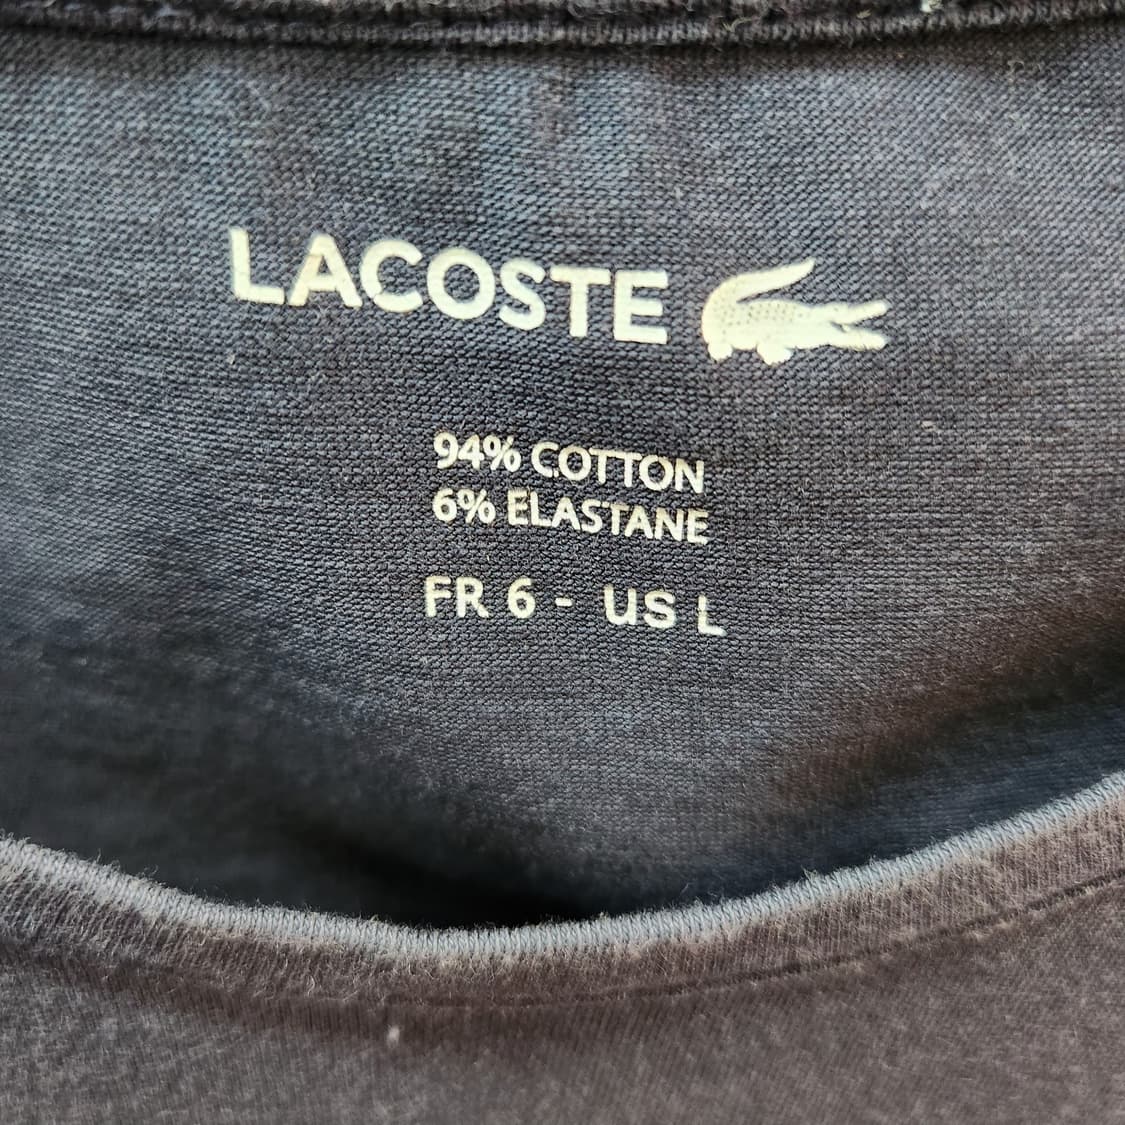 LACOSTE
94% COTTON
6% ELASTANE
FR 6 - US L